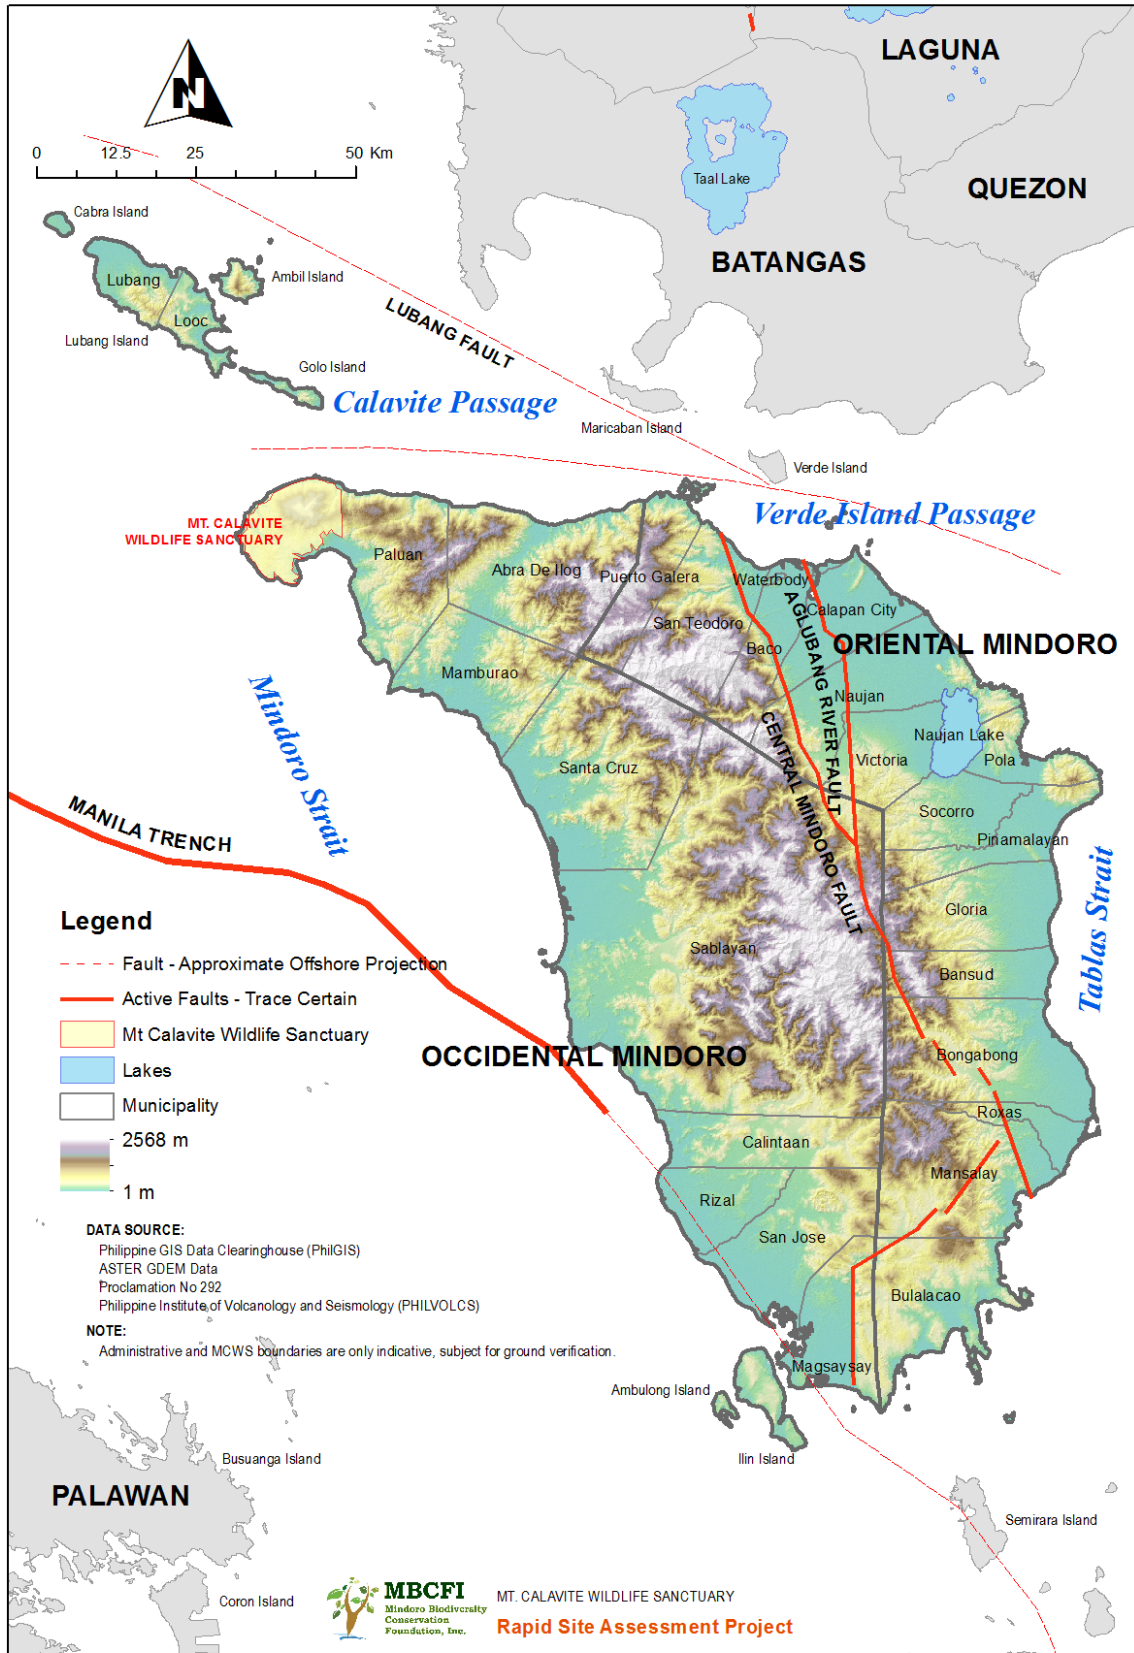 LAGUNA
N
0 12.5 25 50 Km
Taal Lake
QUEZON
Cabra Island
BATANGAS
Lubang
Ambil Island
Looc
LUBANG FAULT
Lubang Island
Golo Island
Calavite Passage
Maricaban Island
Verde Island
Verde Island Passage
MT. CALAVITE
WILDLIFE SANCTUARY
Paluan
Abra De Ilog
Puerto Galera
Waterbody
Calapan City
San Teodoro
Baco
AGLUBANG RIVER FAULT
ORIENTAL MINDORO
Mamburao
Naujan
Mindoro Strait
Naujan Lake
CENTRAL MINDORO FAULT
Victoria
Pola
Santa Cruz
Socorro
MANILA TRENCH
Pinamalayan
Tablas Strait
Gloria
Sablayan
Bansud
OCCIDENTAL MINDORO
Bongabong
Roxas
Calintaan
Mansalay
Rizal
San Jose
Bulalacao
Magsaysay
Ambulong Island
Ilin Island
Semirara Island
Busuanga Island
PALAWAN
Coron Island
Legend
Fault - Approximate Offshore Projection
Active Faults - Trace Certain
Mt Calavite Wildlife Sanctuary
Lakes
Municipality
2568 m
1 m
DATA SOURCE:
Philippine GIS Data Clearinghouse (PhilGIS)
ASTER GDEM Data
Proclamation No 292
Philippine Institute of Volcanology and Seismology (PHILVOLCS)
NOTE:
Administrative and MCWS boundaries are only indicative, subject for ground verification.
MBCFI
Mindoro Biodiversity
Conservation
Foundation, Inc.
MT. CALAVITE WILDLIFE SANCTUARY
Rapid Site Assessment Project